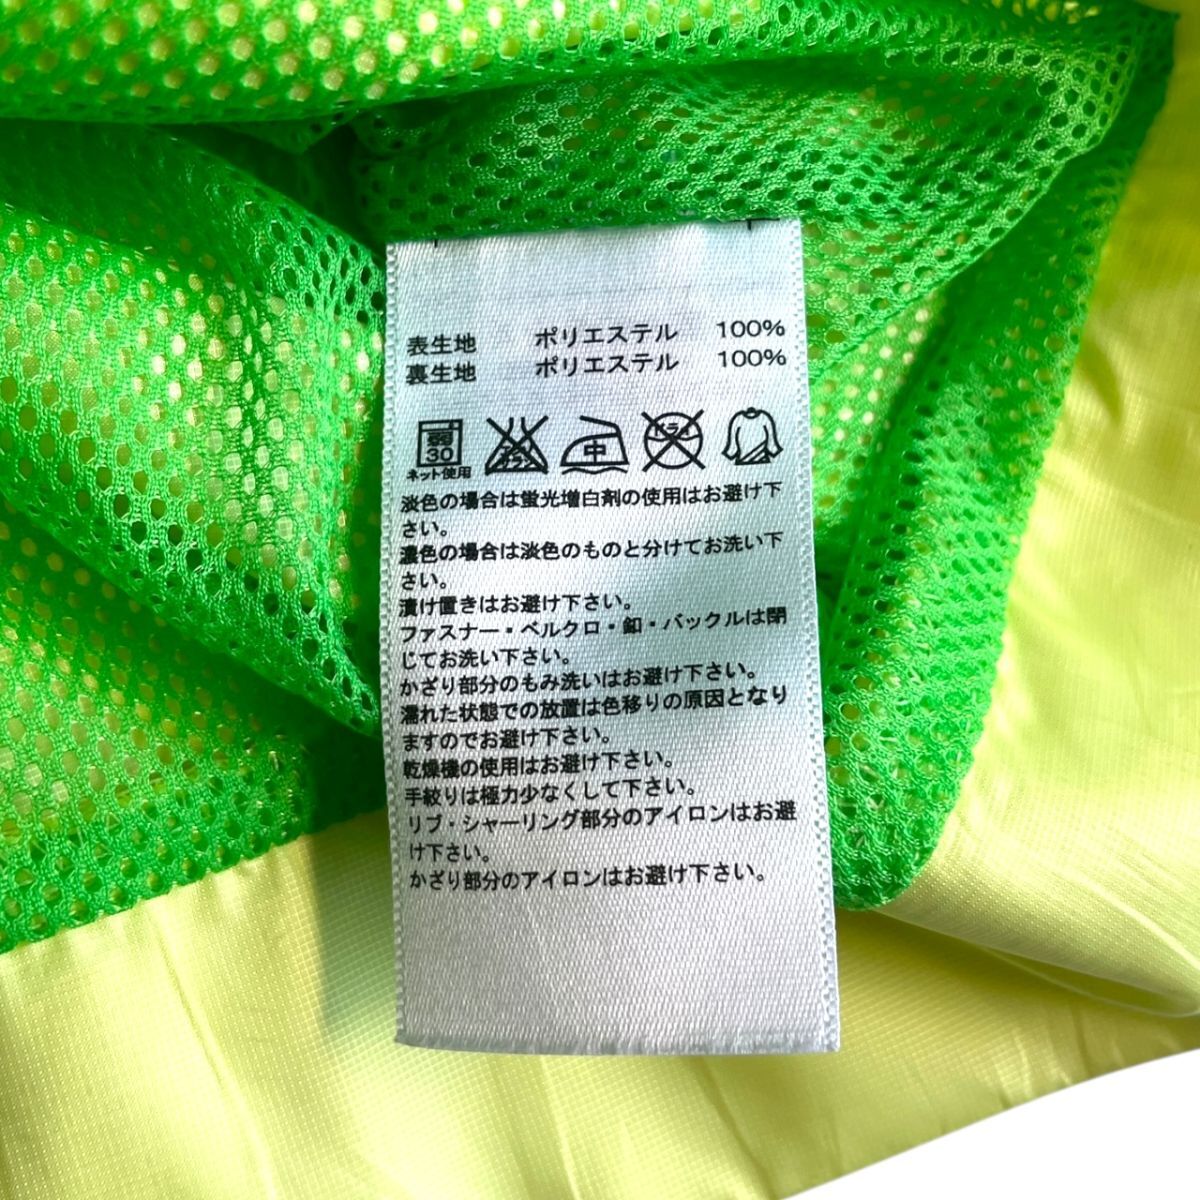 表生地 ポリエステル 100%
裏生地 ポリエステル 100%
弱 30 エンソサラシ 中 ドライ
ネット使用
淡色の場合は蛍光増白剤の使用はお避け下
さい。
濃色の場合は淡色のものと分けてお洗い下
さい。
漬け置きはお避け下さい。
ファスナー・ベルクロ・釦・バックルは閉
じてお洗い下さい。
かざり部分のもみ洗いはお避け下さい。
濡れた状態での放置は色移りの原因となり
ますのでお避け下さい。
乾燥機の使用はお避け下さい。
手絞りは極力少なくして下さい。
リブ・シャーリング部分のアイロンはお避
け下さい。
かざり部分のアイロンはお避け下さい。